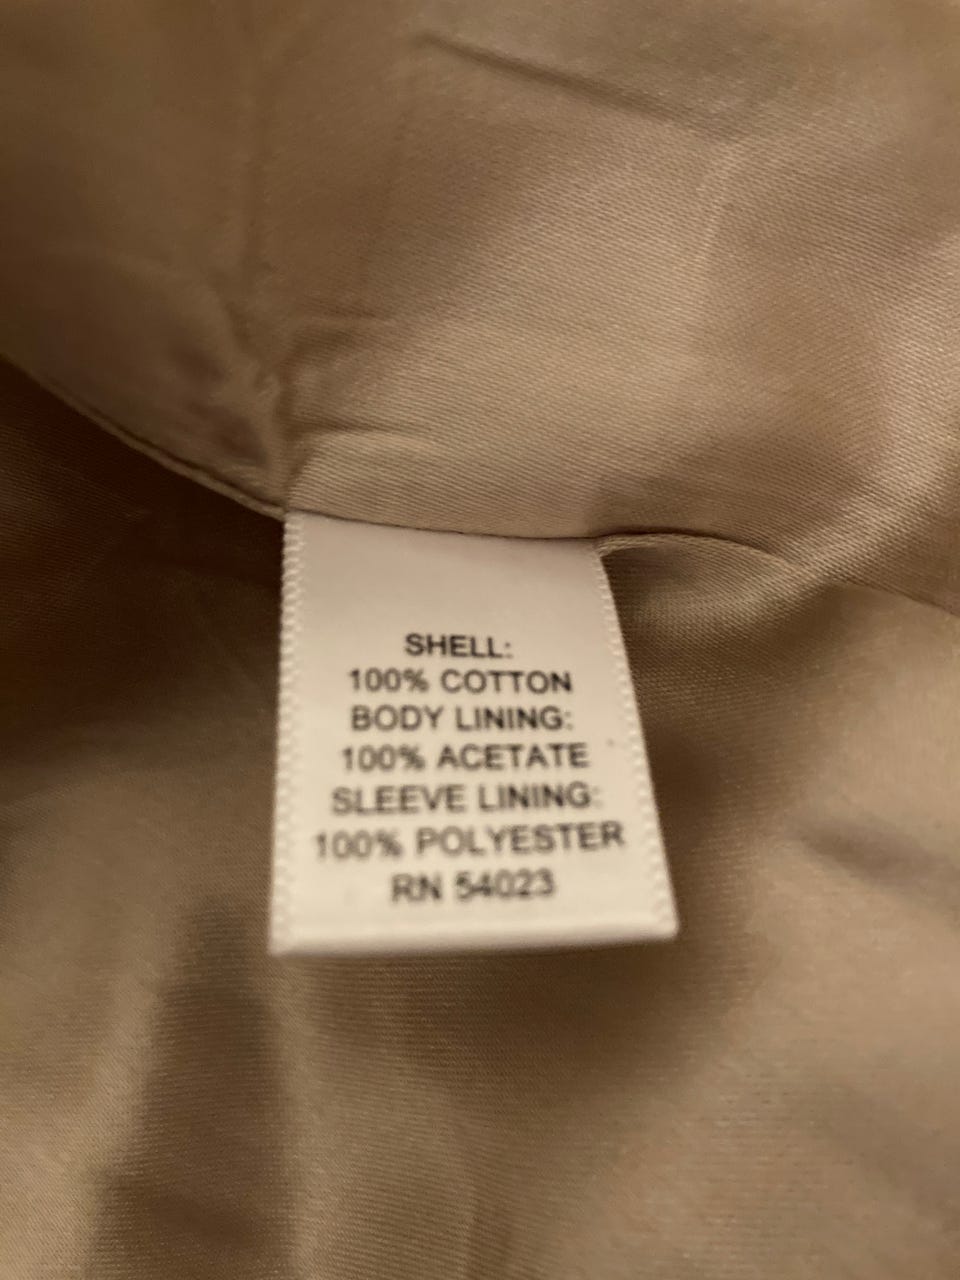 SHELL:
100% COTTON
BODY LINING:
100% ACETATE
SLEEVE LINING:
100% POLYESTER
RN 54023